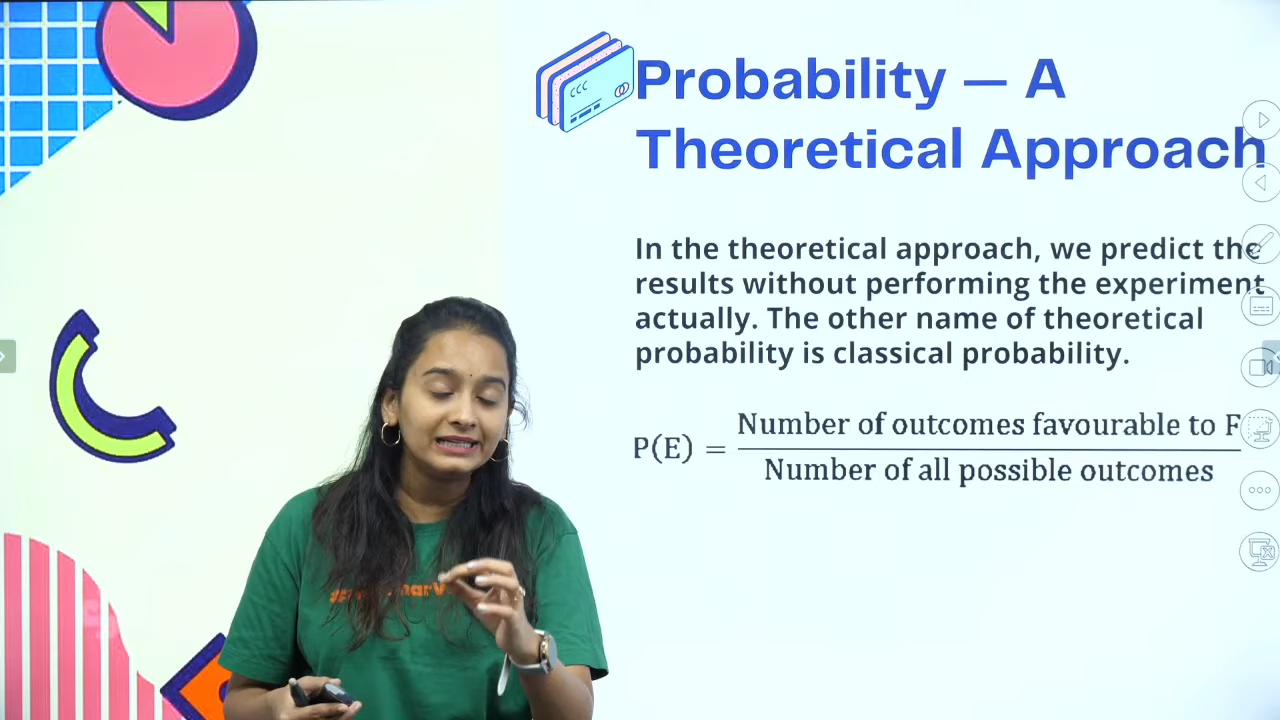 CCC
Probability — A
Theoretical Approach
In the theoretical approach, we predict the
results without performing the experiment
actually. The other name of theoretical
probability is classical probability.
P(E) = Number of outcomes favourable to E
Number of all possible outcomes